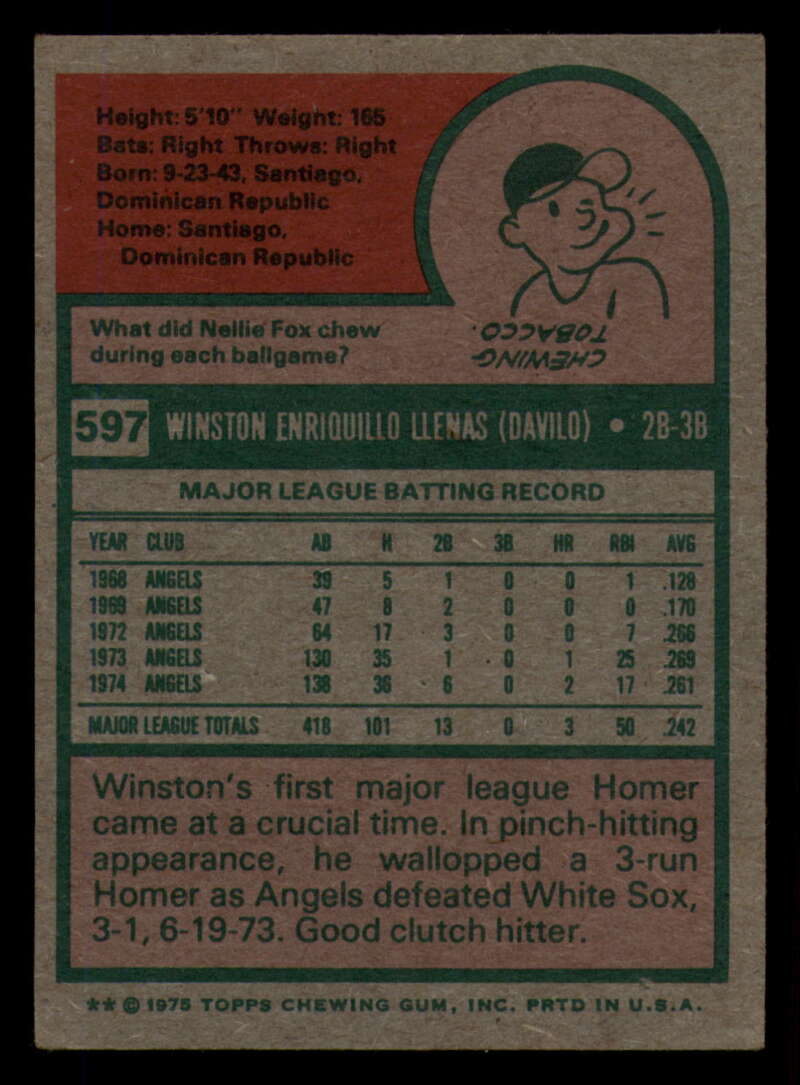 Height: 5'10" Weight: 165
Bats: Right Throws: Right
Born: 9-23-43, Santiago,
Dominican Republic
Home: Santiago,
Dominican Republic
What did Nellie Fox chew
during each ballgame?
CHEWING
TOBACCO.
597 WINSTON ENRIQUILLO LLENAS (DAVILO) • 2B-3B
MAJOR LEAGUE BATTING RECORD
YEAR CLUB AB H 2B 3B HR RBI AVG
1968 ANGELS 39 5 1 0 0 1 .128
1969 ANGELS 47 8 2 0 0 0 .170
1972 ANGELS 64 17 3 0 0 7 .266
1973 ANGELS 130 35 1 0 1 25 .269
1974 ANGELS 138 36 6 0 2 17 .261
MAJOR LEAGUE TOTALS 418 101 13 0 3 50 .242
Winston's first major league Homer
came at a crucial time. In pinch-hitting
appearance, he wallopped a 3-run
Homer as Angels defeated White Sox,
3-1, 6-19-73. Good clutch hitter.
** © 1975 TOPPS CHEWING GUM, INC. PRTD IN U.S.A.